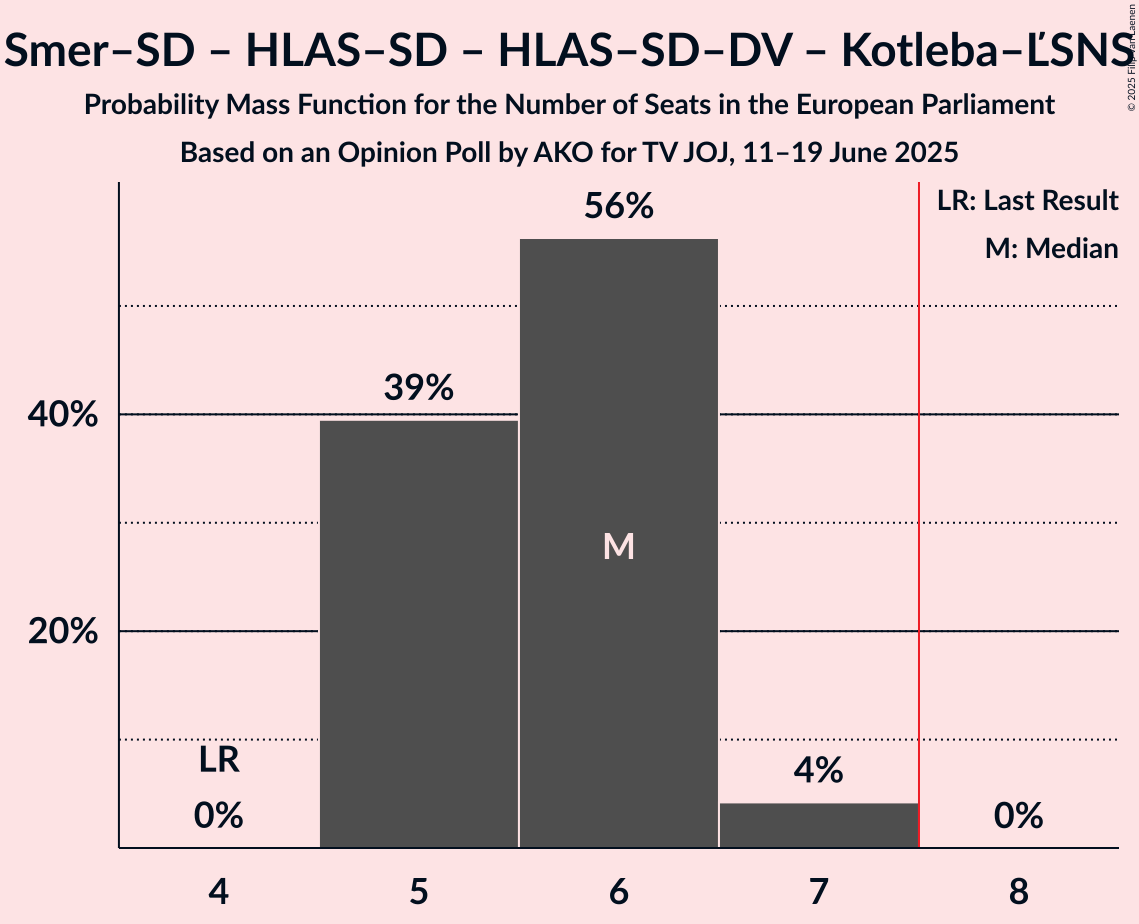 Smer–SD – HLAS–SD – HLAS–SD–DV – Kotleba–ĽSNS
© 2025 Filip van Laenen
Probability Mass Function for the Number of Seats in the European Parliament
Based on an Opinion Poll by AKO for TV JOJ, 11–19 June 2025
LR: Last Result
M: Median
56%
39%
40%
M
20%
LR
4%
0%
0%
4
5
6
7
8